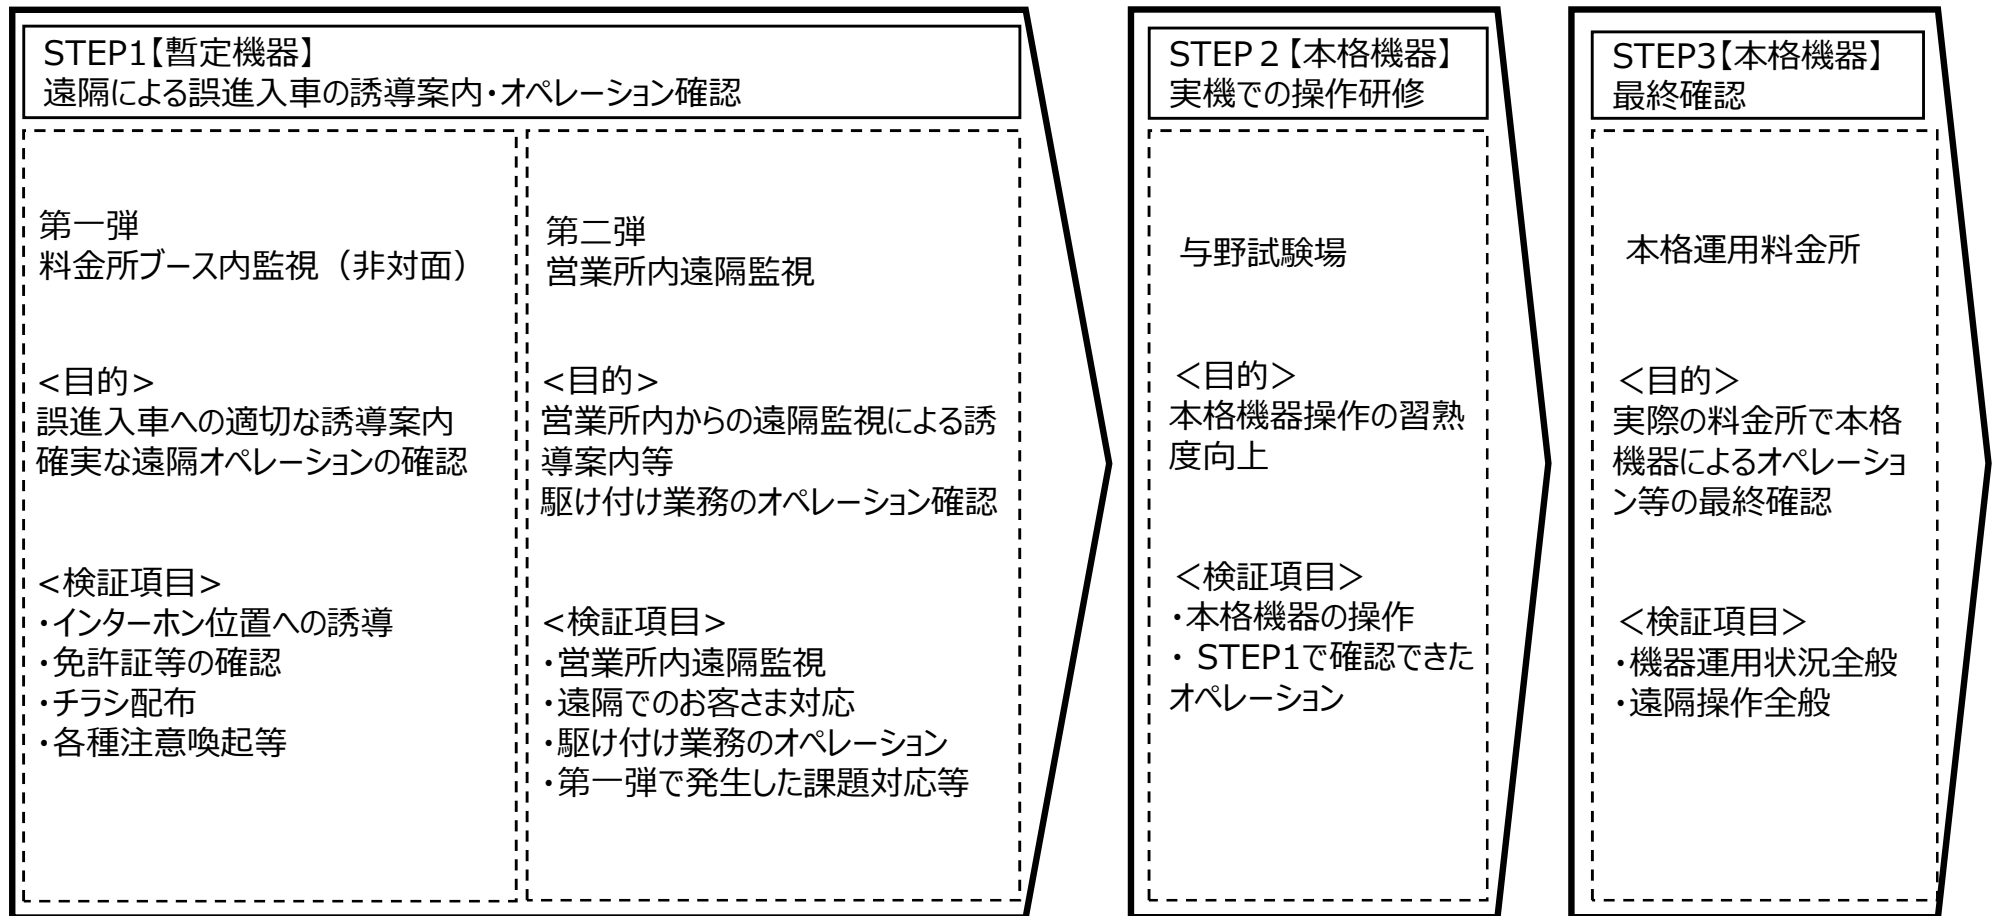 STEP1【暫定機器】
遠隔による誤進入車の誘導案内・オペレーション確認
第一弾
料金所ブース内監視（非対面）
<目的>
誤進入車への適切な誘導案内
確実な遠隔オペレーションの確認
<検証項目>
・インターホン位置への誘導
・免許証等の確認
・チラシ配布
・各種注意喚起等
第二弾
営業所内遠隔監視
<目的>
営業所内からの遠隔監視による誘
導案内等
駆け付け業務のオペレーション確認
<検証項目>
・営業所内遠隔監視
・遠隔でのお客さま対応
・駆け付け業務のオペレーション
・第一弾で発生した課題対応等
STEP２【本格機器】
実機での操作研修
与野試験場
＜目的＞
本格機器操作の習熟
度向上
＜検証項目＞
・本格機器の操作
・ STEP1で確認できた
オペレーション
STEP3【本格機器】
最終確認
本格運用料金所
＜目的＞
実際の料金所で本格
機器によるオペレーショ
ン等の最終確認
＜検証項目＞
・機器運用状況全般
・遠隔操作全般